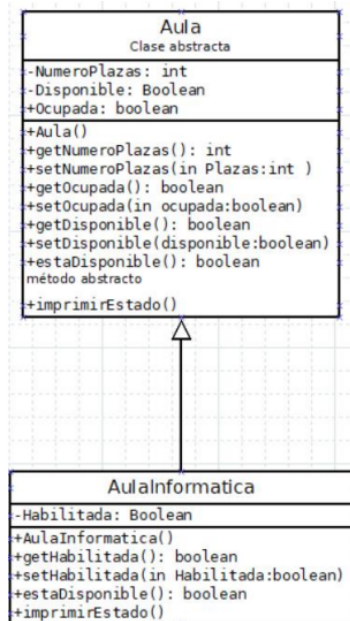 Aula
Clase abstracta
-NumeroPlazas: int
-Disponible: Boolean
+Ocupada: boolean
+Aula()
+getNumeroPlazas(): int
+setNumeroPlazas(in Plazas:int )
+getOcupada(): boolean
+setOcupada(in ocupada:boolean)
+getDisponible(): boolean
+setDisponible(disponible:boolean)
+estaDisponible(): boolean
método abstracto
+imprimirEstado()
AulaInformatica
-Habilitada: Boolean
+AulaInformatica()
+getHabilitada(): boolean
+setHabilitada(in Habilitada:boolean)
+estaDisponible(): boolean
+imprimirEstado()